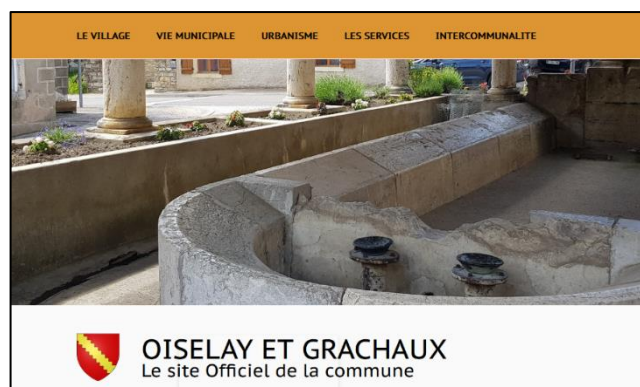 LE VILLAGE VIE MUNICIPALE URBANISME LES SERVICES INTERCOMMUNALITE
OISELAY ET GRACHAUX
Le site Officiel de la commune